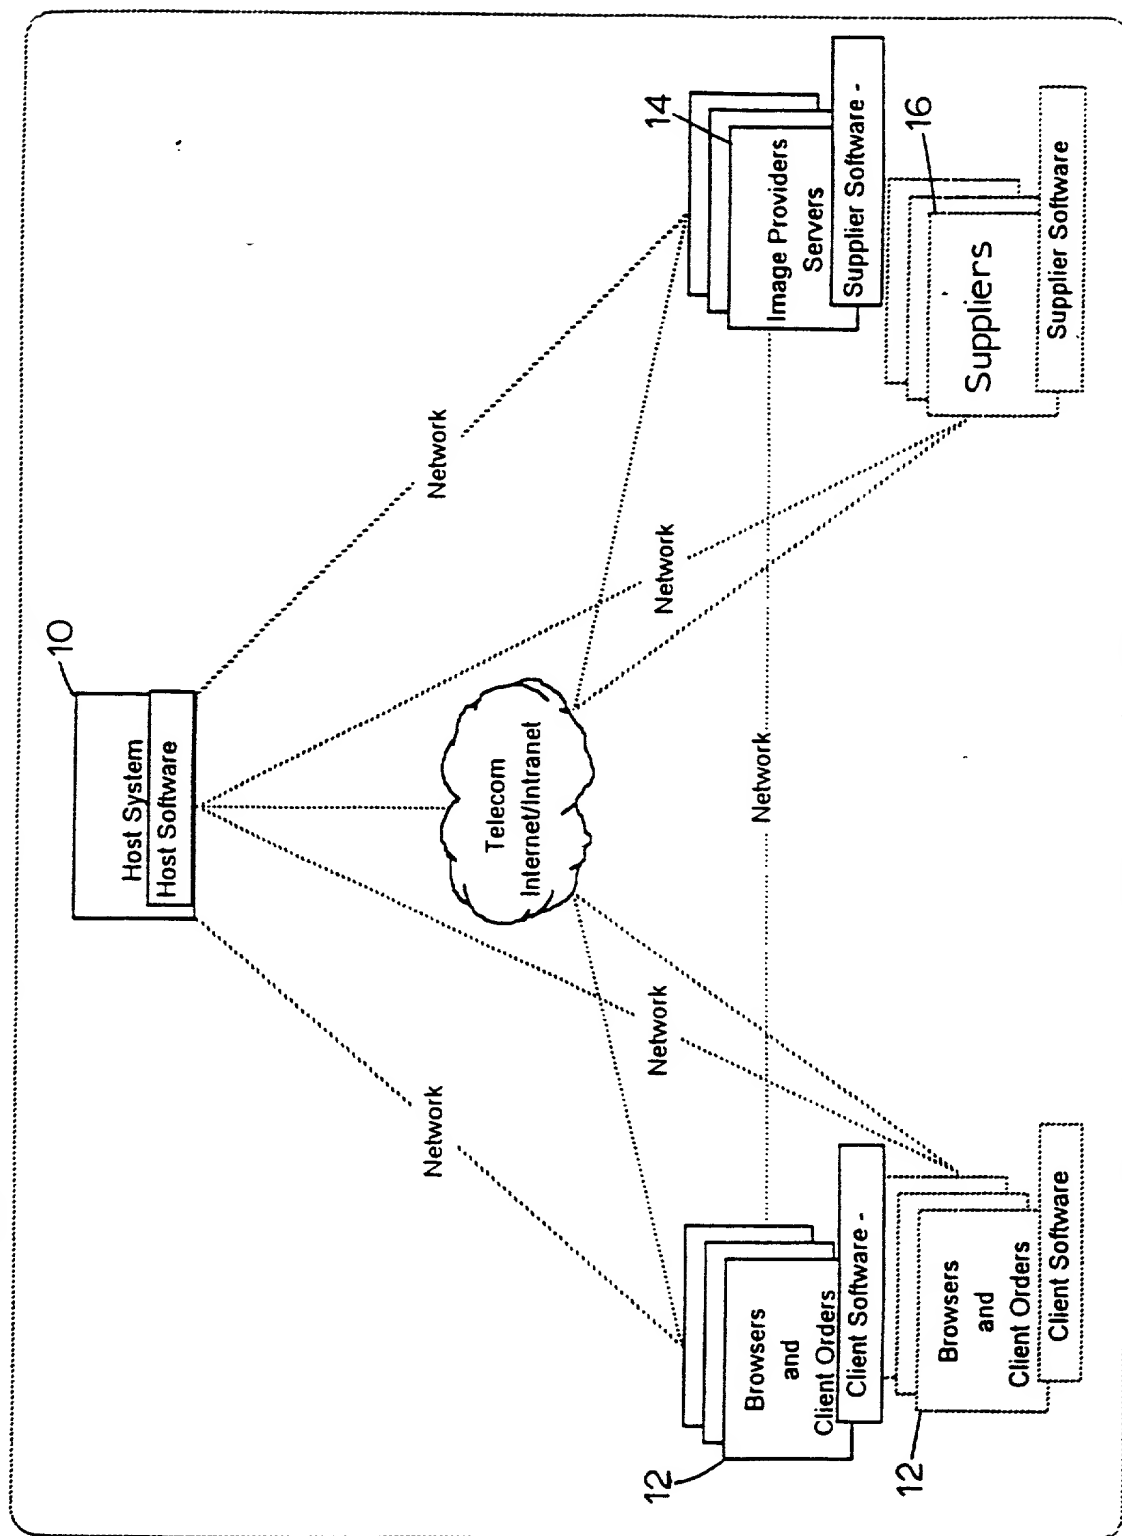 10
Host System
Host Software
Network
Network
Telecom
Internet/Intranet
Network
Network
Network
12
Browsers
and
Client Orders
Client Software -
14
Image Providers
Servers
Supplier Software -
12
Browsers
and
Client Orders
Client Software
16
Suppliers
Supplier Software